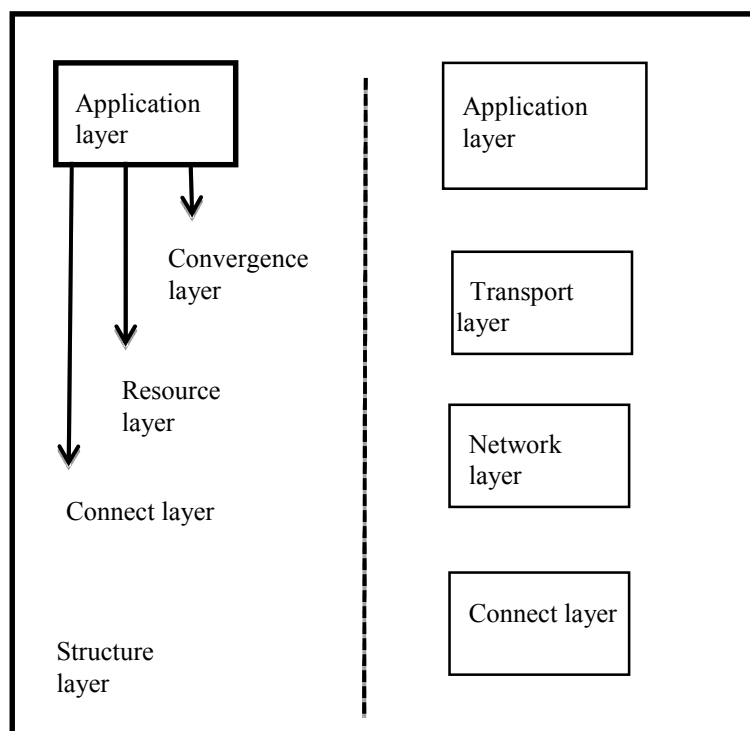 Application
layer
Convergence
layer
Resource
layer
Connect layer
Structure
layer
Application
layer
Transport
layer
Network
layer
Connect layer